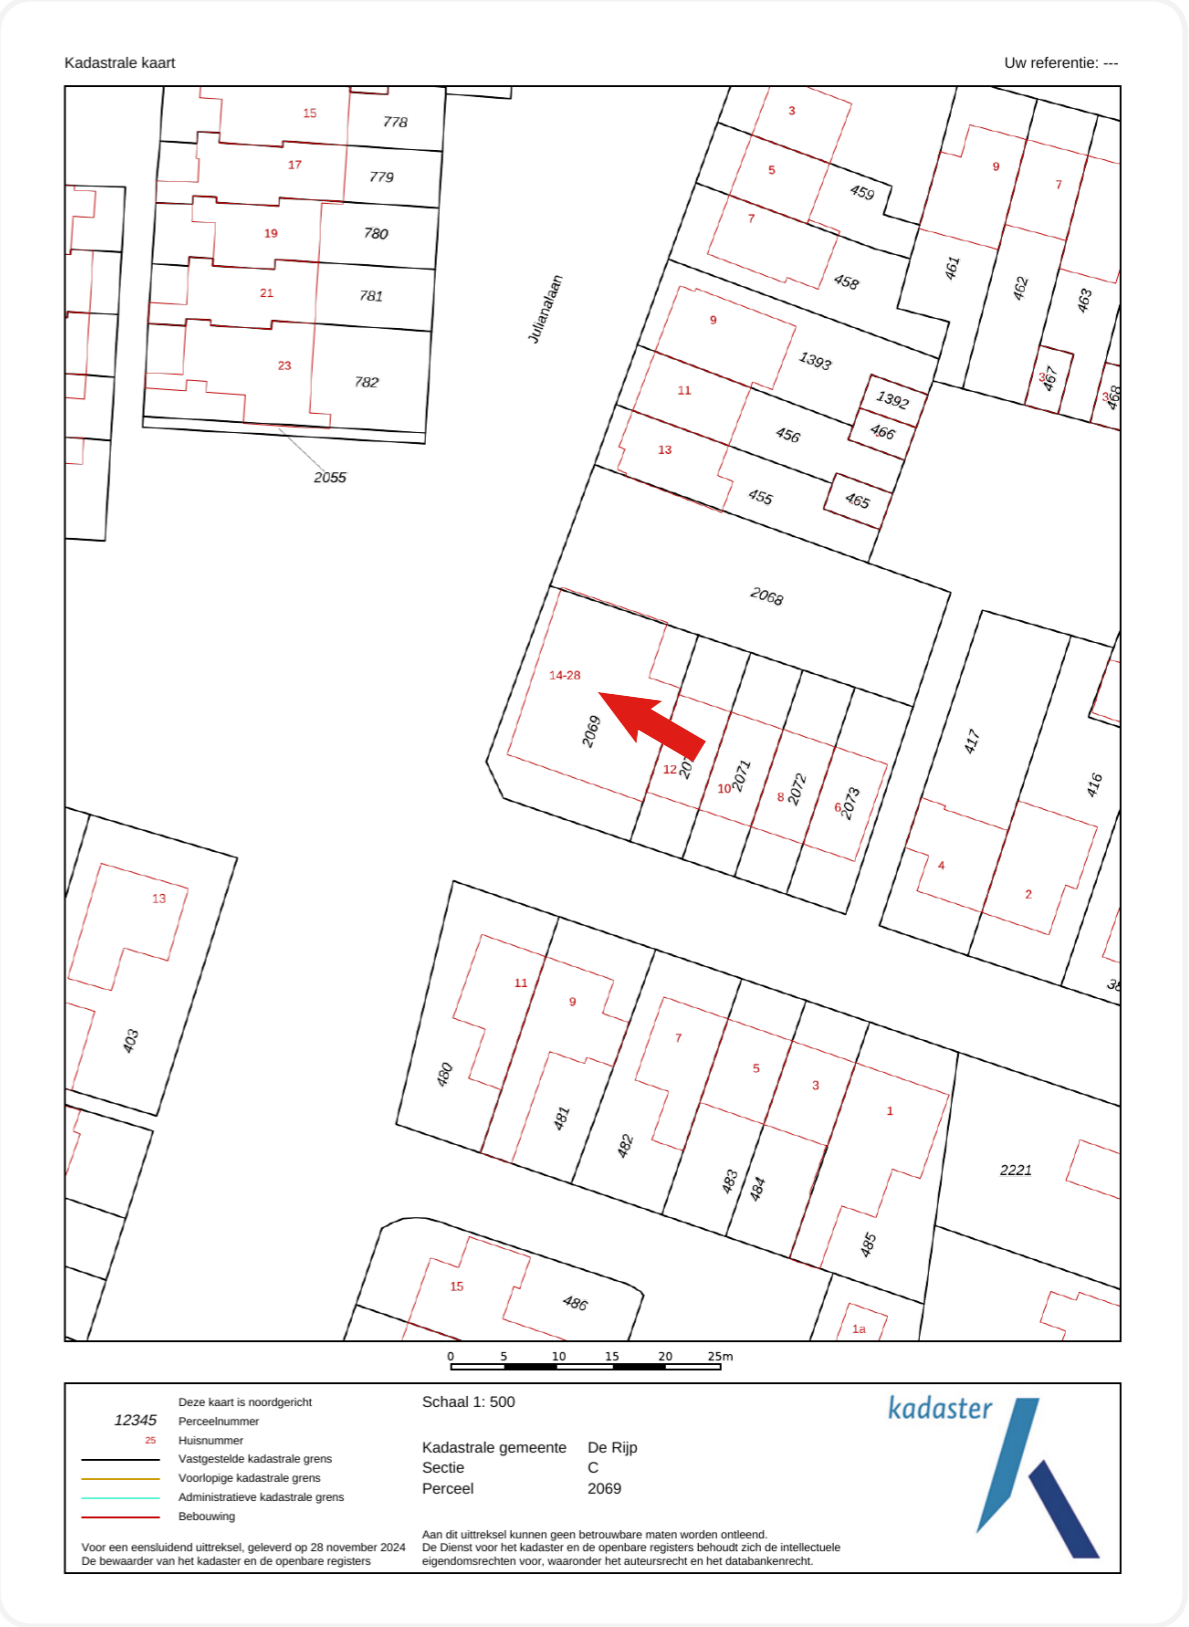 Kadastrale kaart
Uw referentie: ---
15
778
17
779
19
780
21
781
23
782
2055
Julianalaan
3
5
459
7
458
9
7
461
462
463
467
468
9
1393
11
1392
466
456
13
455
465
2068
14-28
2069
12
10
2071
8
2072
6
2073
417
416
4
2
13
403
11
480
9
481
7
482
5
483
3
484
1
485
2221
15
486
1a
0 5 10 15 20 25m
Deze kaart is noordgericht
12345 Perceelnummer
25 Huisnummer
Vastgestelde kadastrale grens
Voorlopige kadastrale grens
Administratieve kadastrale grens
Bebouwing
Voor een eensluidend uittreksel, geleverd op 28 november 2024
De bewaarder van het kadaster en de openbare registers
Schaal 1: 500
Kadastrale gemeente De Rijp
Sectie C
Perceel 2069
Aan dit uittreksel kunnen geen betrouwbare maten worden ontleend.
De Dienst voor het kadaster en de openbare registers behoudt zich de intellectuele
eigendomsrechten voor, waaronder het auteursrecht en het databankenrecht.
kadaster